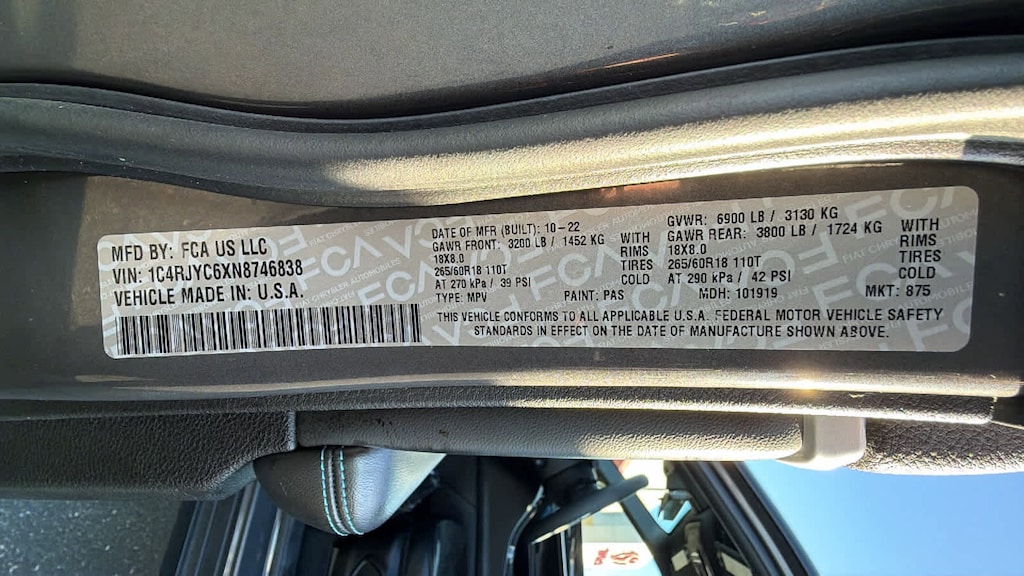 MFD BY: FCA US LLC
VIN: 1C4RJYC6XN8746838
VEHICLE MADE IN: U.S.A.
DATE OF MFR (BUILT): 10-22
GAWR FRONT: 3200 LB / 1452 KG WITH
18X8.0 RIMS
265/60R18 110T TIRES
AT 270 kPa / 39 PSI COLD
TYPE: MPV PAINT: PAS
GVWR: 6900 LB / 3130 KG
GAWR REAR: 3800 LB / 1724 KG WITH
18X8.0 RIMS
265/60R18 110T TIRES
AT 290 kPa / 42 PSI COLD
MDH: 101919 MKT: 875
THIS VEHICLE CONFORMS TO ALL APPLICABLE U.S.A. FEDERAL MOTOR VEHICLE SAFETY
STANDARDS IN EFFECT ON THE DATE OF MANUFACTURE SHOWN ABOVE.